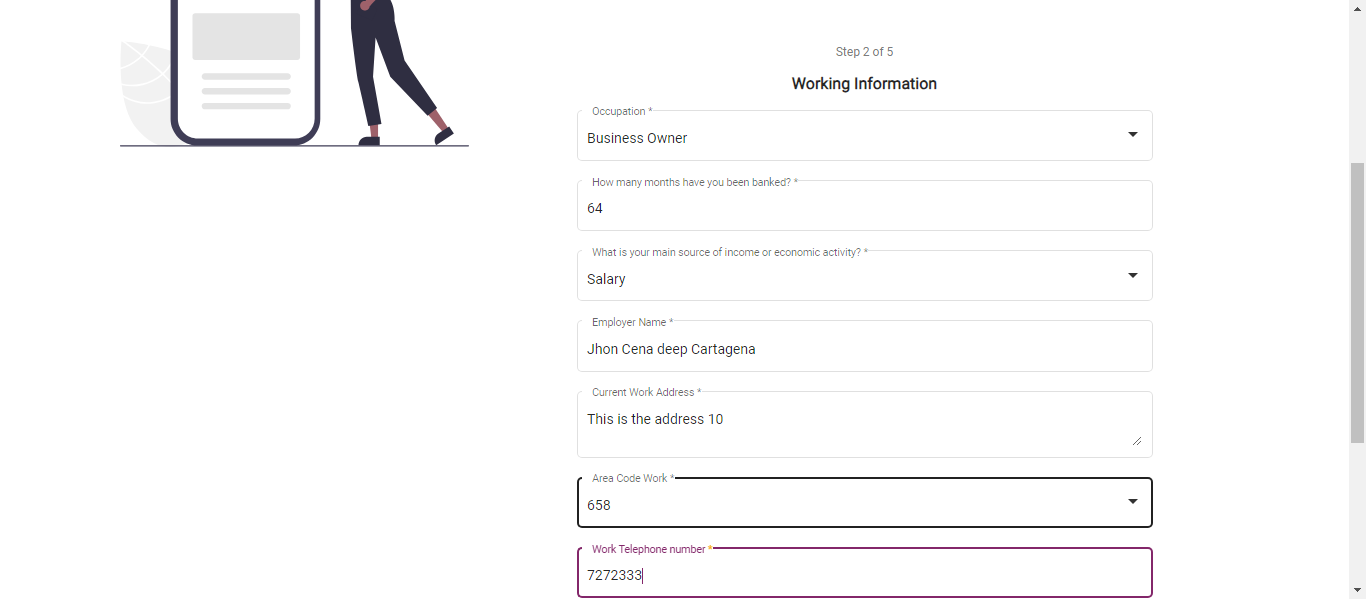 Step 2 of 5
Working Information
Occupation *
Business Owner
How many months have you been banked? *
64
What is your main source of income or economic activity? *
Salary
Employer Name *
Jhon Cena deep Cartagena
Current Work Address *
This is the address 10
Area Code Work *
658
Work Telephone number *
7272333